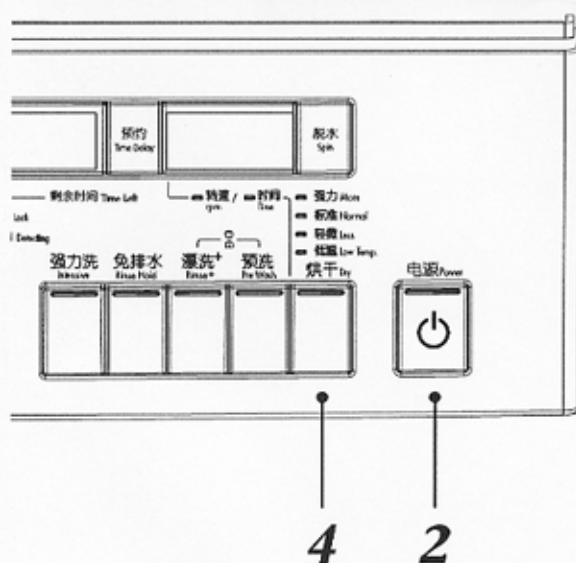 预约
Time Delay
脱水
Spin
剩余时间 Time Left
转速 / 时间
rpm Time
强力 More
标准 Normal
轻微 Less
低温 Low Temp.
Lock
Detecting
强力洗
Intensive
免排水
Rinse Hold
漂洗+
Rinse+
预洗
Pre Wash
烘干 Dry
电源 Power
4
2